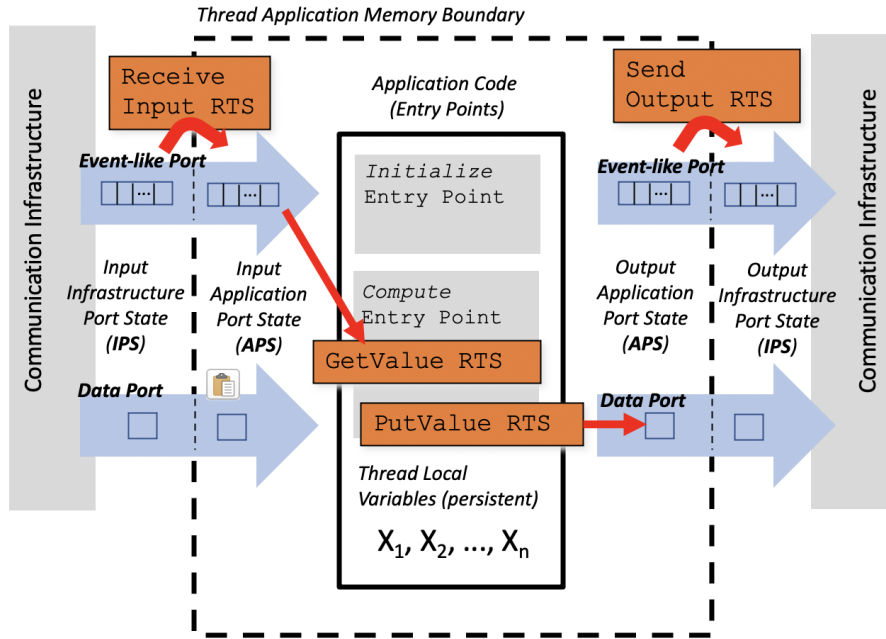 Thread Application Memory Boundary
Communication Infrastructure
Receive
Input RTS
Event-like Port
...
...
Input
Infrastructure
Port State
(IPS)
Input
Application
Port State
(APS)
Data Port
Application Code
(Entry Points)
Initialize
Entry Point
Compute
Entry Point
GetValue RTS
PutValue RTS
Thread Local
Variables (persistent)
X1, X2, ..., Xn
Send
Output RTS
Event-like Port
...
...
Output
Application
Port State
(APS)
Output
Infrastructure
Port State
(IPS)
Data Port
Communication Infrastructure